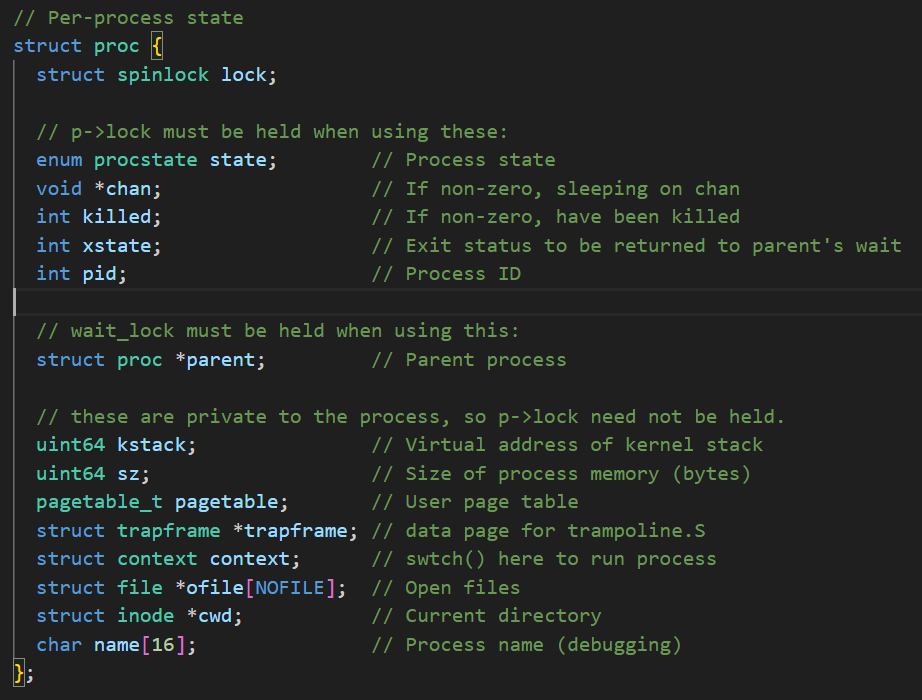 // Per-process state
struct proc {
  struct spinlock lock;

  // p->lock must be held when using these:
  enum procstate state;        // Process state
  void *chan;                  // If non-zero, sleeping on chan
  int killed;                  // If non-zero, have been killed
  int xstate;                  // Exit status to be returned to parent's wait
  int pid;                     // Process ID

  // wait_lock must be held when using this:
  struct proc *parent;         // Parent process

  // these are private to the process, so p->lock need not be held.
  uint64 kstack;               // Virtual address of kernel stack
  uint64 sz;                   // Size of process memory (bytes)
  pagetable_t pagetable;       // User page table
  struct trapframe *trapframe; // data page for trampoline.S
  struct context context;      // swtch() here to run process
  struct file *ofile[NOFILE];  // Open files
  struct inode *cwd;           // Current directory
  char name[16];               // Process name (debugging)
};